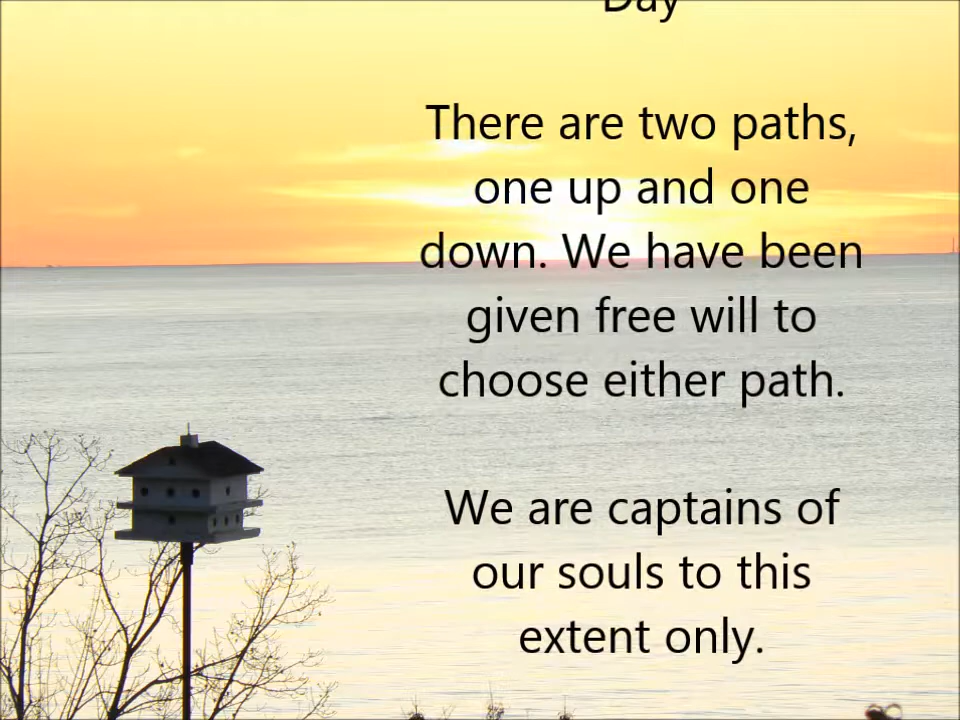 Day
There are two paths,
one up and one
down. We have been
given free will to
choose either path.
We are captains of
our souls to this
extent only.